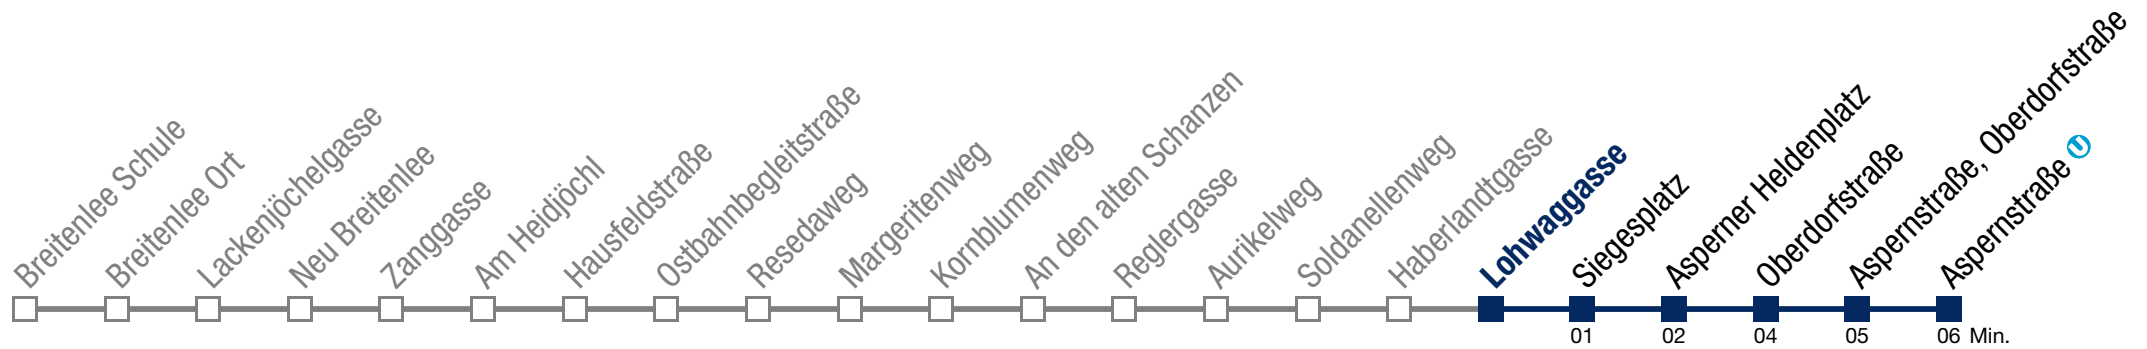 Breitenlee Schule
Breitenlee Ort
Lackenjöchelgasse
Neu Breitenlee
Zanggasse
Am Heidjöchl
Hausfeldstraße
Ostbahnbegleitstraße
Resedaweg
Margeritenweg
Kornblumenweg
An den alten Schanzen
Reglergasse
Aurikelweg
Soldanellenweg
Haberlandtgasse
Lohwaggasse
Siegesplatz
Asperner Heldenplatz
Oberdorfstraße
Aspernstraße, Oberdorfstraße
Aspernstraße U
01 02 04 05 06 Min.